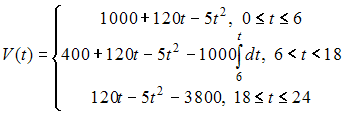 V(t) = { 1000+120t − 5t², 0 ≤ t ≤ 6
400+120t − 5t² − 1000∫₆ᵗ dt, 6 < t < 18
120t − 5t² − 3800, 18 ≤ t ≤ 24